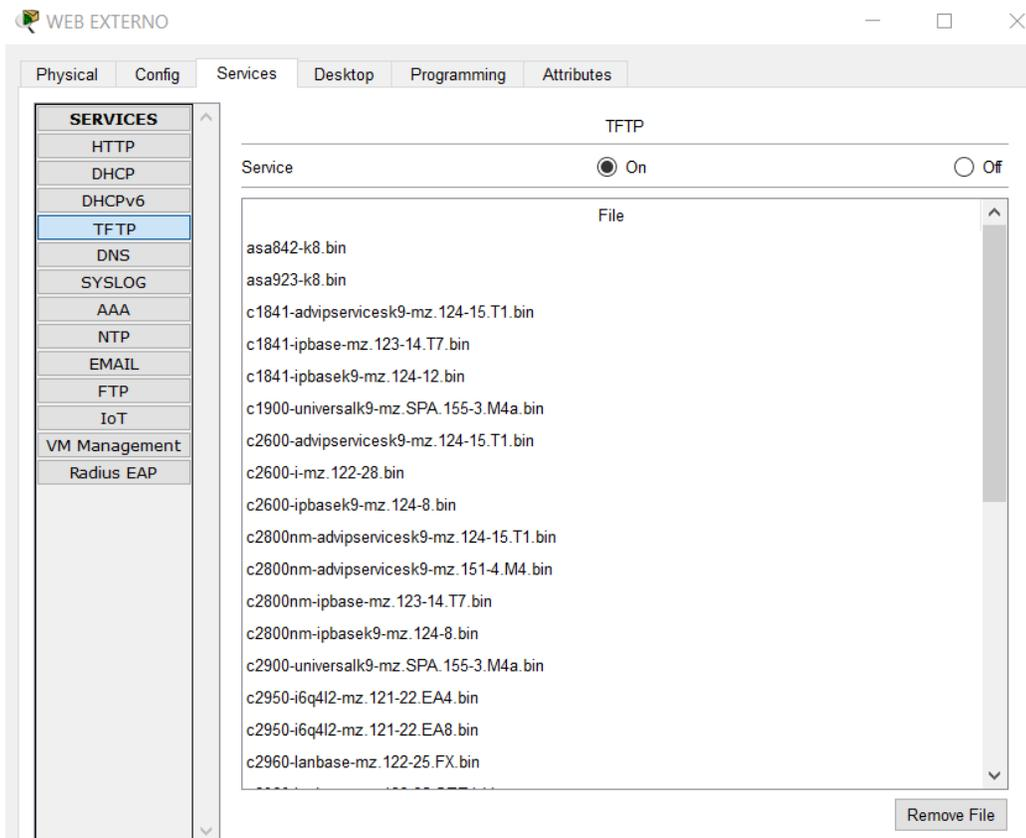 WEB EXTERNO
Physical Config Services Desktop Programming Attributes
SERVICES
HTTP
DHCP
DHCPv6
TFTP
DNS
SYSLOG
AAA
NTP
EMAIL
FTP
IoT
VM Management
Radius EAP
TFTP
Service On Off
File
asa842-k8.bin
asa923-k8.bin
c1841-advipservicesk9-mz.124-15.T1.bin
c1841-ipbase-mz.123-14.T7.bin
c1841-ipbasek9-mz.124-12.bin
c1900-universalk9-mz.SPA.155-3.M4a.bin
c2600-advipservicesk9-mz.124-15.T1.bin
c2600-i-mz.122-28.bin
c2600-ipbasek9-mz.124-8.bin
c2800nm-advipservicesk9-mz.124-15.T1.bin
c2800nm-advipservicesk9-mz.151-4.M4.bin
c2800nm-ipbase-mz.123-14.T7.bin
c2800nm-ipbasek9-mz.124-8.bin
c2900-universalk9-mz.SPA.155-3.M4a.bin
c2950-i6q4l2-mz.121-22.EA4.bin
c2950-i6q4l2-mz.121-22.EA8.bin
c2960-lanbase-mz.122-25.FX.bin
Remove File